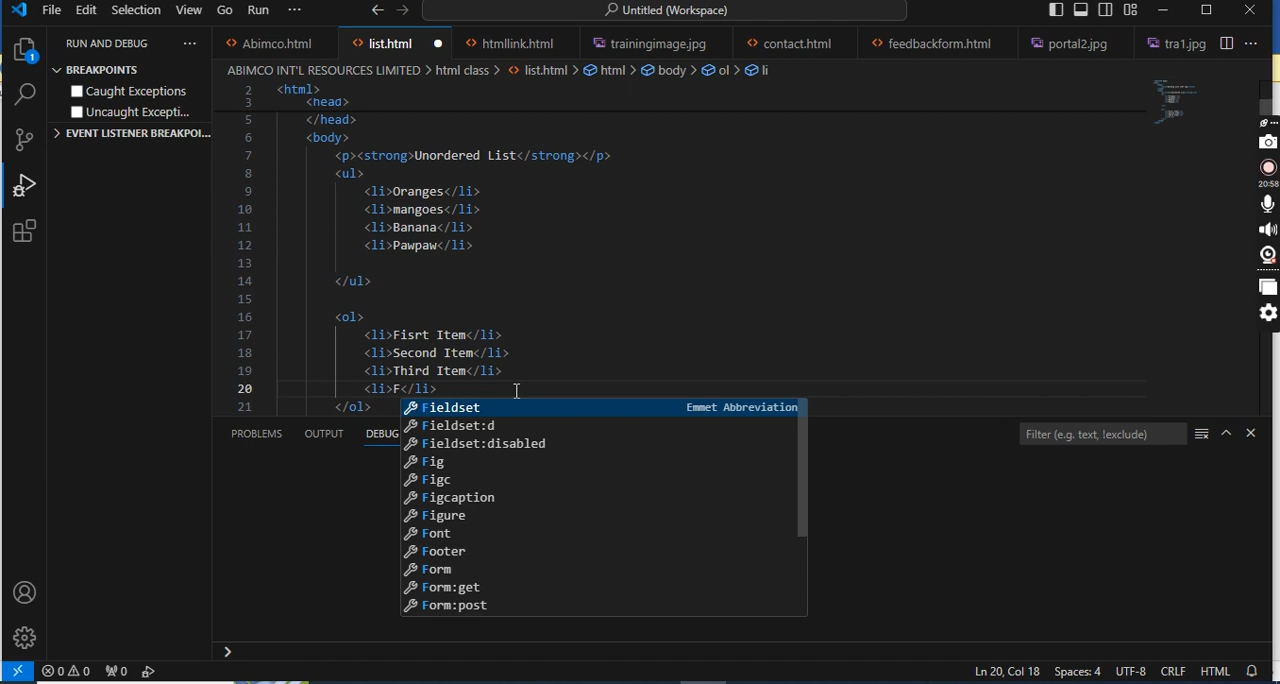 File Edit Selection View Go Run ··· Untitled (Workspace)
RUN AND DEBUG ··· Abimco.html list.html htmllink.html trainingimage.jpg contact.html feedbackform.html portal2.jpg tra1.jpg ···
BREAKPOINTS
ABIMCO INT'L RESOURCES LIMITED > html class > list.html > html > body > ol > li
Caught Exceptions
Uncaught Excepti...
EVENT LISTENER BREAKPOI...
2 <html>
3 <head>
5 </head>
6 <body>
7 <p><strong>Unordered List</strong></p>
8 <ul>
9 <li>Oranges</li>
10 <li>mangoes</li>
11 <li>Banana</li>
12 <li>Pawpaw</li>
13
14 </ul>
15
16 <ol>
17 <li>Fisrt Item</li>
18 <li>Second Item</li>
19 <li>Third Item</li>
20 <li>F</li>
21 </ol>
Fieldset Emmet Abbreviation
Fieldset:d
Fieldset:disabled
Fig
Figc
Figcaption
Figure
Font
Footer
Form
Form:get
Form:post
PROBLEMS OUTPUT DEBUG
Filter (e.g. text, !exclude)
20:58
1
0 0 0 Ln 20, Col 18 Spaces: 4 UTF-8 CRLF HTML